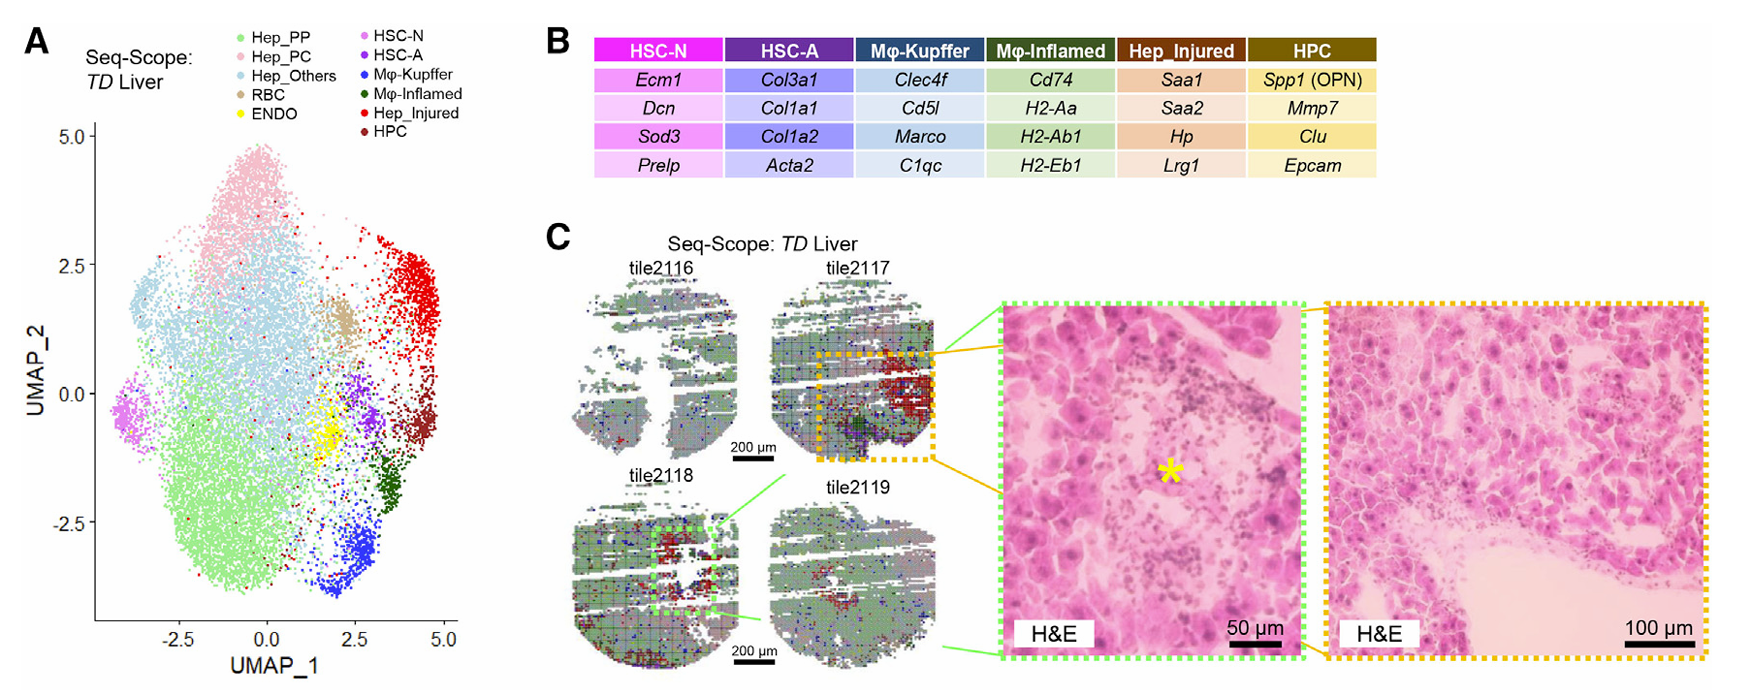 A
Seq-Scope:
TD Liver
Hep_PP
Hep_PC
Hep_Others
RBC
ENDO
HSC-N
HSC-A
Mφ-Kupffer
Mφ-Inflamed
Hep_Injured
HPC
5.0
2.5
0.0
-2.5
UMAP_2
-2.5 0.0 2.5 5.0
UMAP_1
B
HSC-N HSC-A Mφ-Kupffer Mφ-Inflamed Hep_Injured HPC
Ecm1 Col3a1 Clec4f Cd74 Saa1 Spp1 (OPN)
Dcn Col1a1 Cd5l H2-Aa Saa2 Mmp7
Sod3 Col1a2 Marco H2-Ab1 Hp Clu
Prelp Acta2 C1qc H2-Eb1 Lrg1 Epcam
C
Seq-Scope: TD Liver
tile2116 tile2117
200 µm
tile2118 tile2119
200 µm
*
H&E 50 µm
H&E 100 µm